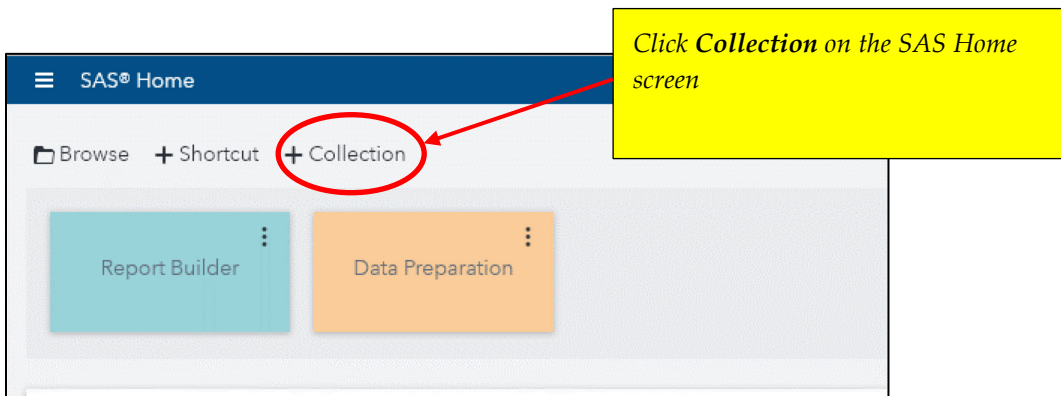 Click Collection on the SAS Home
screen
SAS® Home
Browse + Shortcut + Collection
Report Builder
Data Preparation